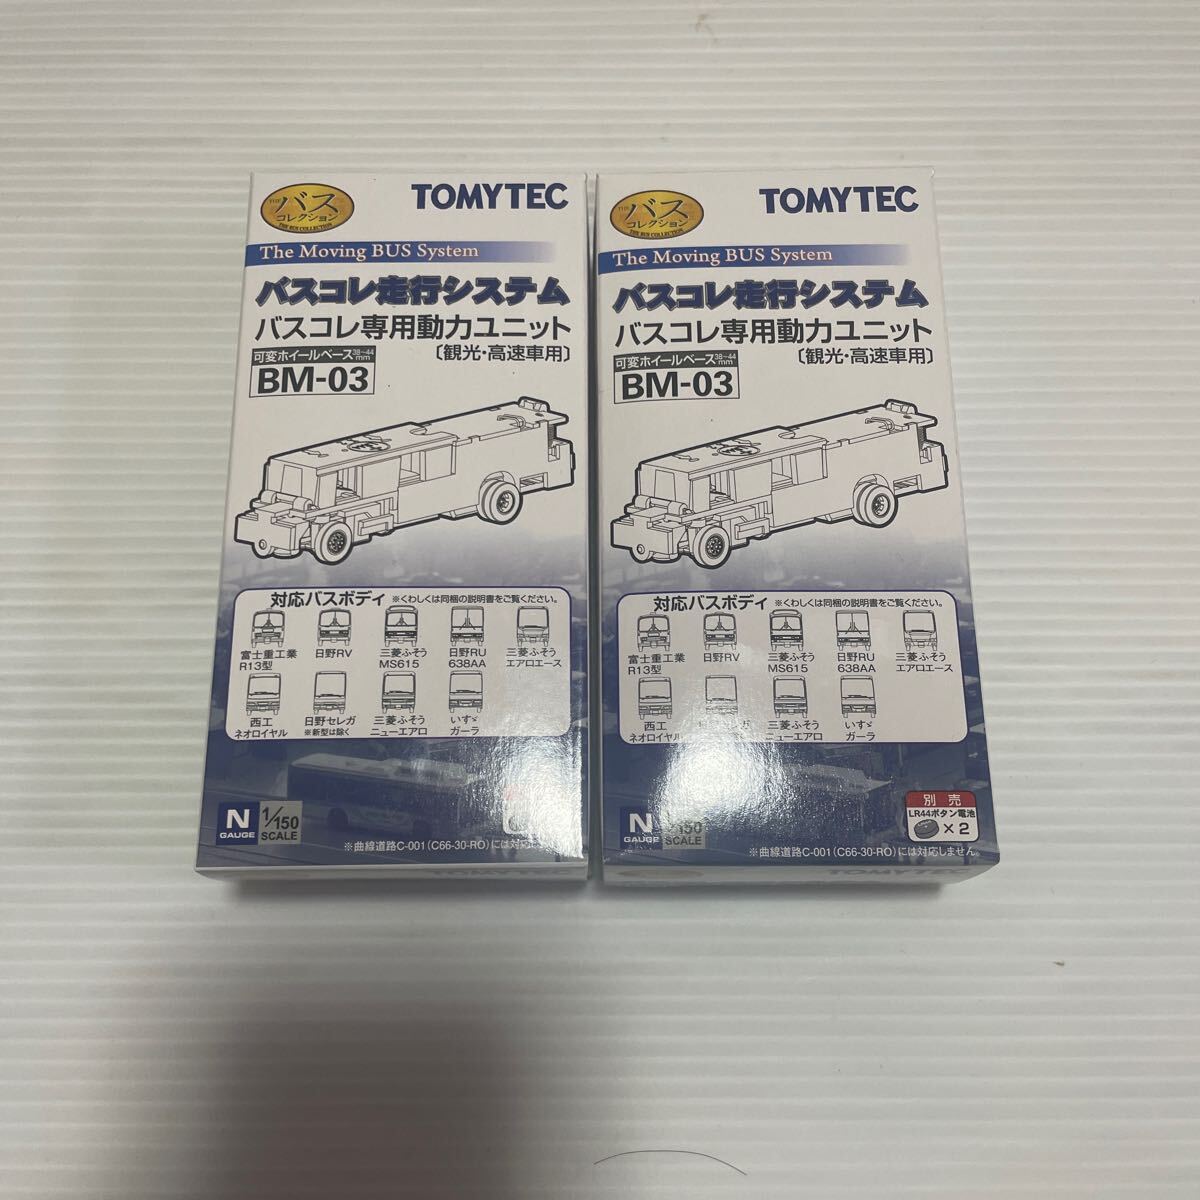 THE
バス
コレクション
THE BUS COLLECTION
TOMYTEC
The Moving BUS System
バスコレ走行システム
バスコレ専用動力ユニット
可変ホイールベース38~44mm
〔観光・高速車用〕
BM-03
対応バスボディ ※くわしくは同梱の説明書をご覧ください。
富士重工業
R13型
日野RV
三菱ふそう
MS615
日野RU
638AA
三菱ふそう
エアロエース
西工
ネオロイヤル
日野セレガ
※新型は除く
三菱ふそう
ニューエアロ
いすゞ
ガーラ
N
GAUGE
1/150
SCALE
※曲線道路C-001(C66-30-RO)には対応しません。
TOMYTEC
THE
バス
コレクション
THE BUS COLLECTION
TOMYTEC
The Moving BUS System
バスコレ走行システム
バスコレ専用動力ユニット
可変ホイールベース38~44mm
〔観光・高速車用〕
BM-03
対応バスボディ ※くわしくは同梱の説明書をご覧ください。
富士重工業
R13型
日野RV
三菱ふそう
MS615
日野RU
638AA
三菱ふそう
エアロエース
西工
ネオロイヤル
日野セレガ
三菱ふそう
ニューエアロ
いすゞ
ガーラ
別売
LR44ボタン電池
×2
N
GAUGE
1/150
SCALE
※曲線道路C-001(C66-30-RO)には対応しません。
TOMYTEC